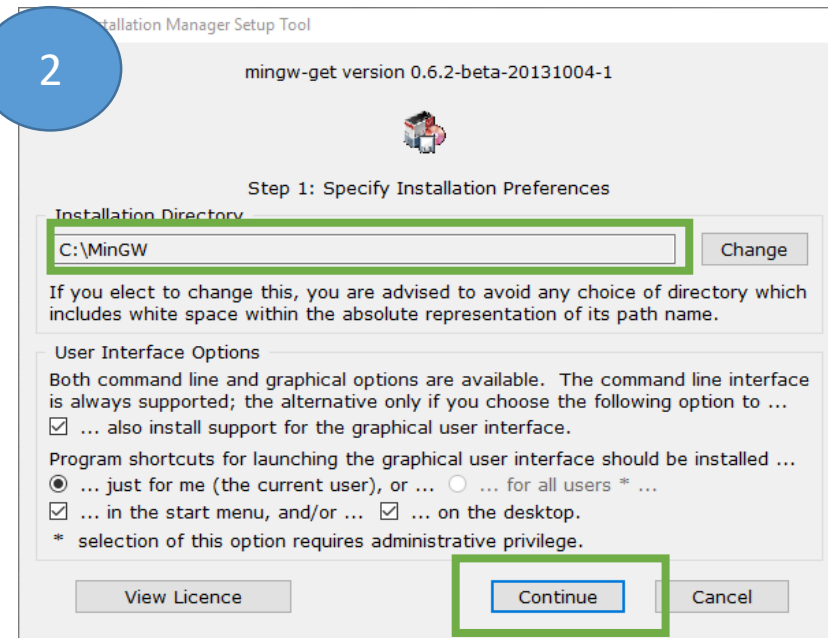 Installation Manager Setup Tool
2
mingw-get version 0.6.2-beta-20131004-1
Step 1: Specify Installation Preferences
Installation Directory
C:\MinGW
Change
If you elect to change this, you are advised to avoid any choice of directory which
includes white space within the absolute representation of its path name.
User Interface Options
Both command line and graphical options are available.  The command line interface
is always supported; the alternative only if you choose the following option to ...
... also install support for the graphical user interface.
Program shortcuts for launching the graphical user interface should be installed ...
... just for me (the current user), or ... ... for all users * ...
... in the start menu, and/or ... ... on the desktop.
* selection of this option requires administrative privilege.
View Licence Continue Cancel